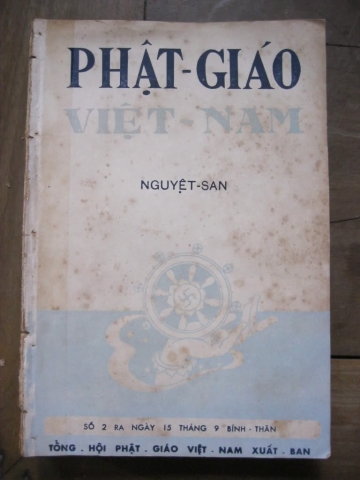 PHẬT-GIÁO
VIỆT NAM
NGUYỆT-SAN
SỐ 2 RA NGÀY 15 THÁNG 9 BÍNH-THÂN
TỔNG . HỘI PHẬT . GIÁO VIỆT . NAM XUẤT . BAN